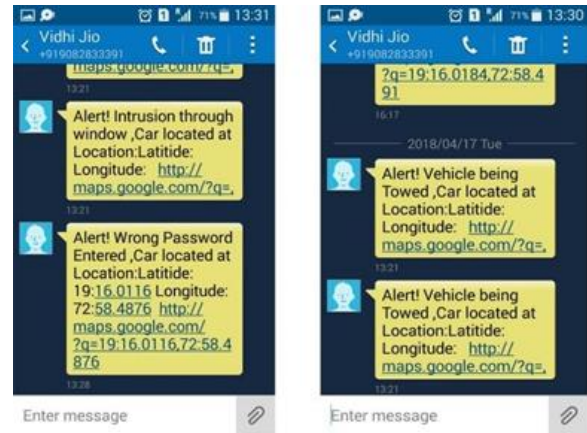 71% 13:31
Vidhi Jio
+919082833391
maps.google.com/?q=,
13:21
Alert! Intrusion through
window ,Car located at
Location:Latitide:
Longitude: http://
maps.google.com/?q=,
13:21
Alert! Wrong Password
Entered ,Car located at
Location:Latitide:
19:16.0116 Longitude:
72:58.4876 http://
maps.google.com/
?q=19:16.0116,72:58.4
876
13:28
Enter message
71% 13:30
Vidhi Jio
+919082833391
?q=19:16.0184,72:58.4
91
16:17
2018/04/17 Tue
Alert! Vehicle being
Towed ,Car located at
Location:Latitide:
Longitude: http://
maps.google.com/?q=,
13:21
Alert! Vehicle being
Towed ,Car located at
Location:Latitide:
Longitude: http://
maps.google.com/?q=,
13:21
Enter message